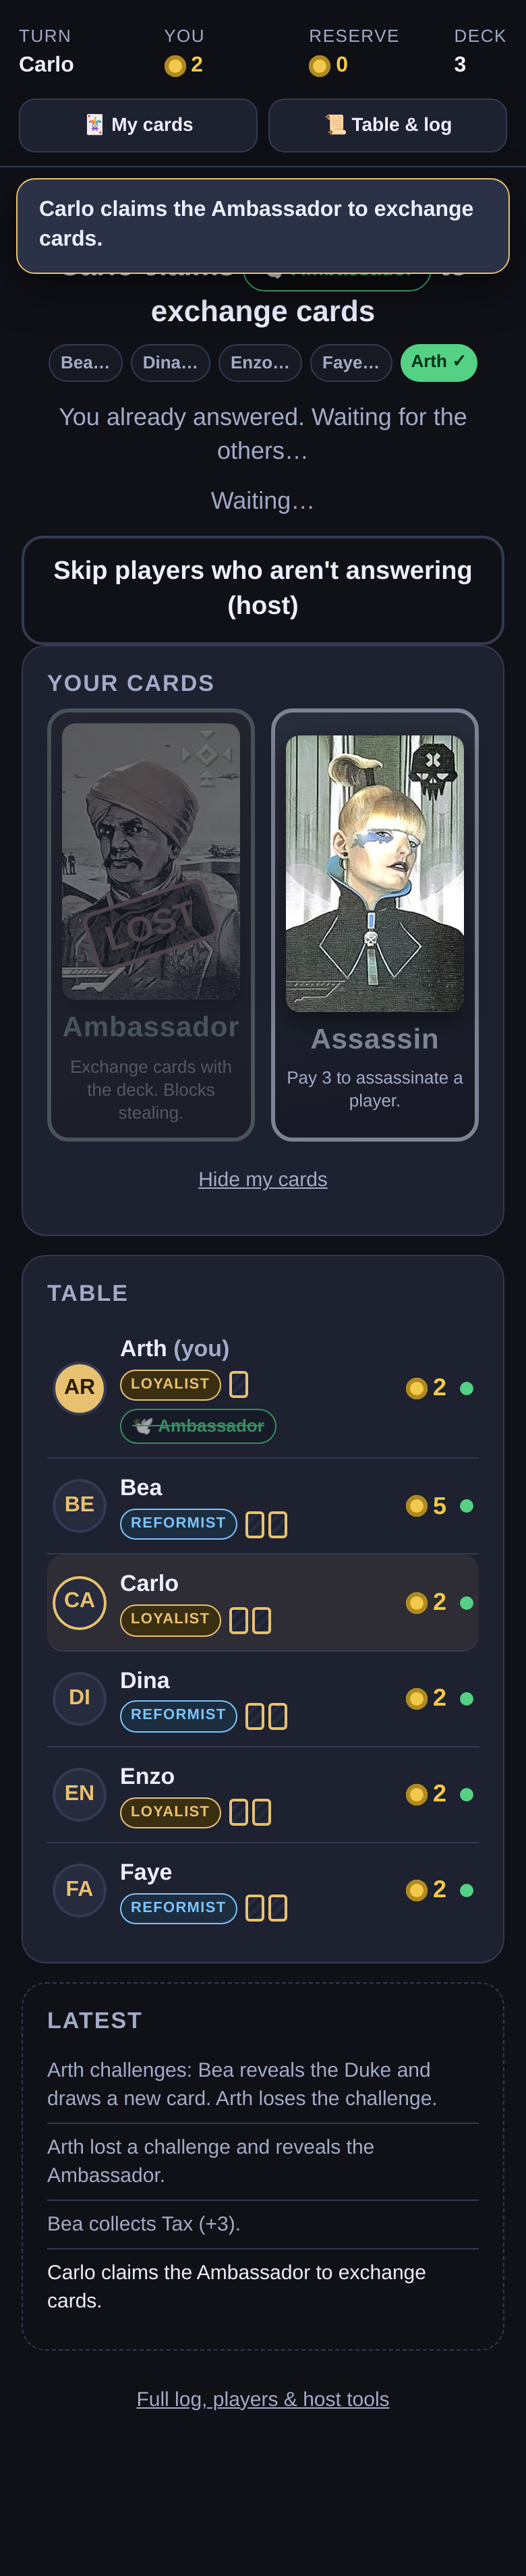 TURN YOU RESERVE DECK
Carlo 2 0 3
🃏 My cards 📜 Table & log
Carlo claims the Ambassador to exchange
cards.
exchange cards
Bea… Dina… Enzo… Faye… Arth ✓
You already answered. Waiting for the
others…
Waiting…
Skip players who aren't answering
(host)
YOUR CARDS
LOST
Ambassador
Exchange cards with
the deck. Blocks
stealing.
Assassin
Pay 3 to assassinate a
player.
Hide my cards
TABLE
AR
Arth (you)
LOYALIST
🕊️ Ambassador
2
BE
Bea
REFORMIST
5
CA
Carlo
LOYALIST
2
DI
Dina
REFORMIST
2
EN
Enzo
LOYALIST
2
FA
Faye
REFORMIST
2
LATEST
Arth challenges: Bea reveals the Duke and
draws a new card. Arth loses the challenge.
Arth lost a challenge and reveals the
Ambassador.
Bea collects Tax (+3).
Carlo claims the Ambassador to exchange
cards.
Full log, players & host tools